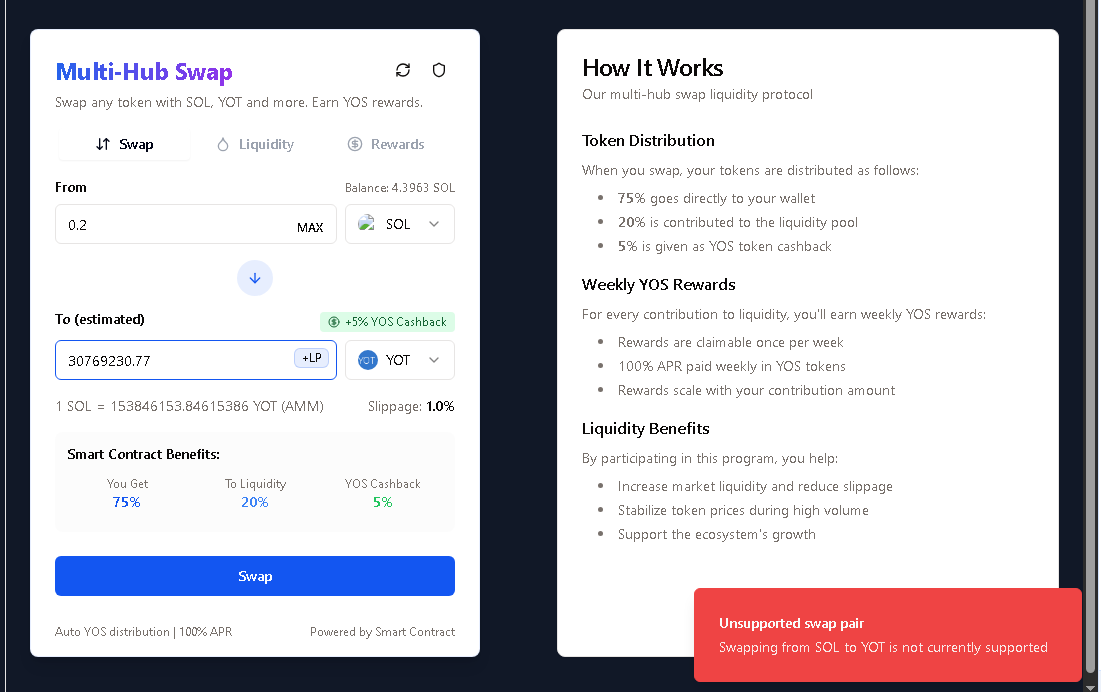 Multi-Hub Swap
Swap any token with SOL, YOT and more. Earn YOS rewards.
Swap Liquidity Rewards
From Balance: 4.3963 SOL
0.2 MAX SOL
To (estimated) +5% YOS Cashback
30769230.77 +LP YOT YOT
1 SOL = 153846153.84615386 YOT (AMM) Slippage: 1.0%
Smart Contract Benefits:
You Get To Liquidity YOS Cashback
75% 20% 5%
Swap
Auto YOS distribution | 100% APR Powered by Smart Contract
How It Works
Our multi-hub swap liquidity protocol
Token Distribution
When you swap, your tokens are distributed as follows:
• 75% goes directly to your wallet
• 20% is contributed to the liquidity pool
• 5% is given as YOS token cashback
Weekly YOS Rewards
For every contribution to liquidity, you'll earn weekly YOS rewards:
• Rewards are claimable once per week
• 100% APR paid weekly in YOS tokens
• Rewards scale with your contribution amount
Liquidity Benefits
By participating in this program, you help:
• Increase market liquidity and reduce slippage
• Stabilize token prices during high volume
• Support the ecosystem's growth
Unsupported swap pair
Swapping from SOL to YOT is not currently supported